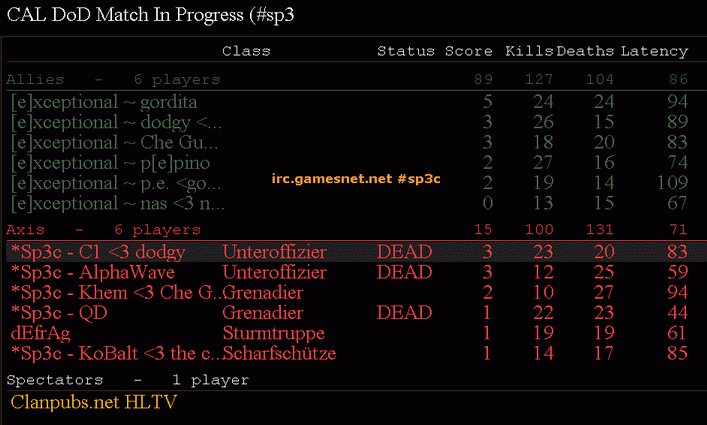 CAL DoD Match In Progress (#sp3
Class Status Score Kills Deaths Latency
Allies - 6 players 89 127 104 86
[e]xceptional ~ gordita 5 24 24 94
[e]xceptional ~ dodgy <... 3 26 15 89
[e]xceptional ~ Che Gu... 3 18 20 83
[e]xceptional ~ p[e]pino 2 27 16 74
[e]xceptional ~ p.e. <go... 2 19 14 109
[e]xceptional ~ nas <3 n... 0 13 15 67
irc.gamesnet.net #sp3c
Axis - 6 players 15 100 131 71
*Sp3c - C1 <3 dodgy Unteroffizier DEAD 3 23 20 83
*Sp3c - AlphaWave Unteroffizier DEAD 3 12 25 59
*Sp3c - Khem <3 Che G... Grenadier 2 10 27 94
*Sp3c - QD Grenadier DEAD 1 22 23 44
dEfrAg Sturmtruppe 1 19 19 61
*Sp3c - KoBalt <3 the c... Scharfschütze 1 14 17 85
Spectators - 1 player
Clanpubs.net HLTV